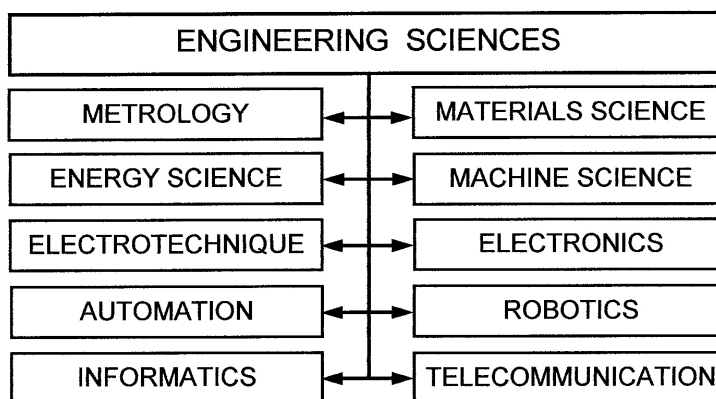 ENGINEERING SCIENCES
METROLOGY
MATERIALS SCIENCE
ENERGY SCIENCE
MACHINE SCIENCE
ELECTROTECHNIQUE
ELECTRONICS
AUTOMATION
ROBOTICS
INFORMATICS
TELECOMMUNICATION